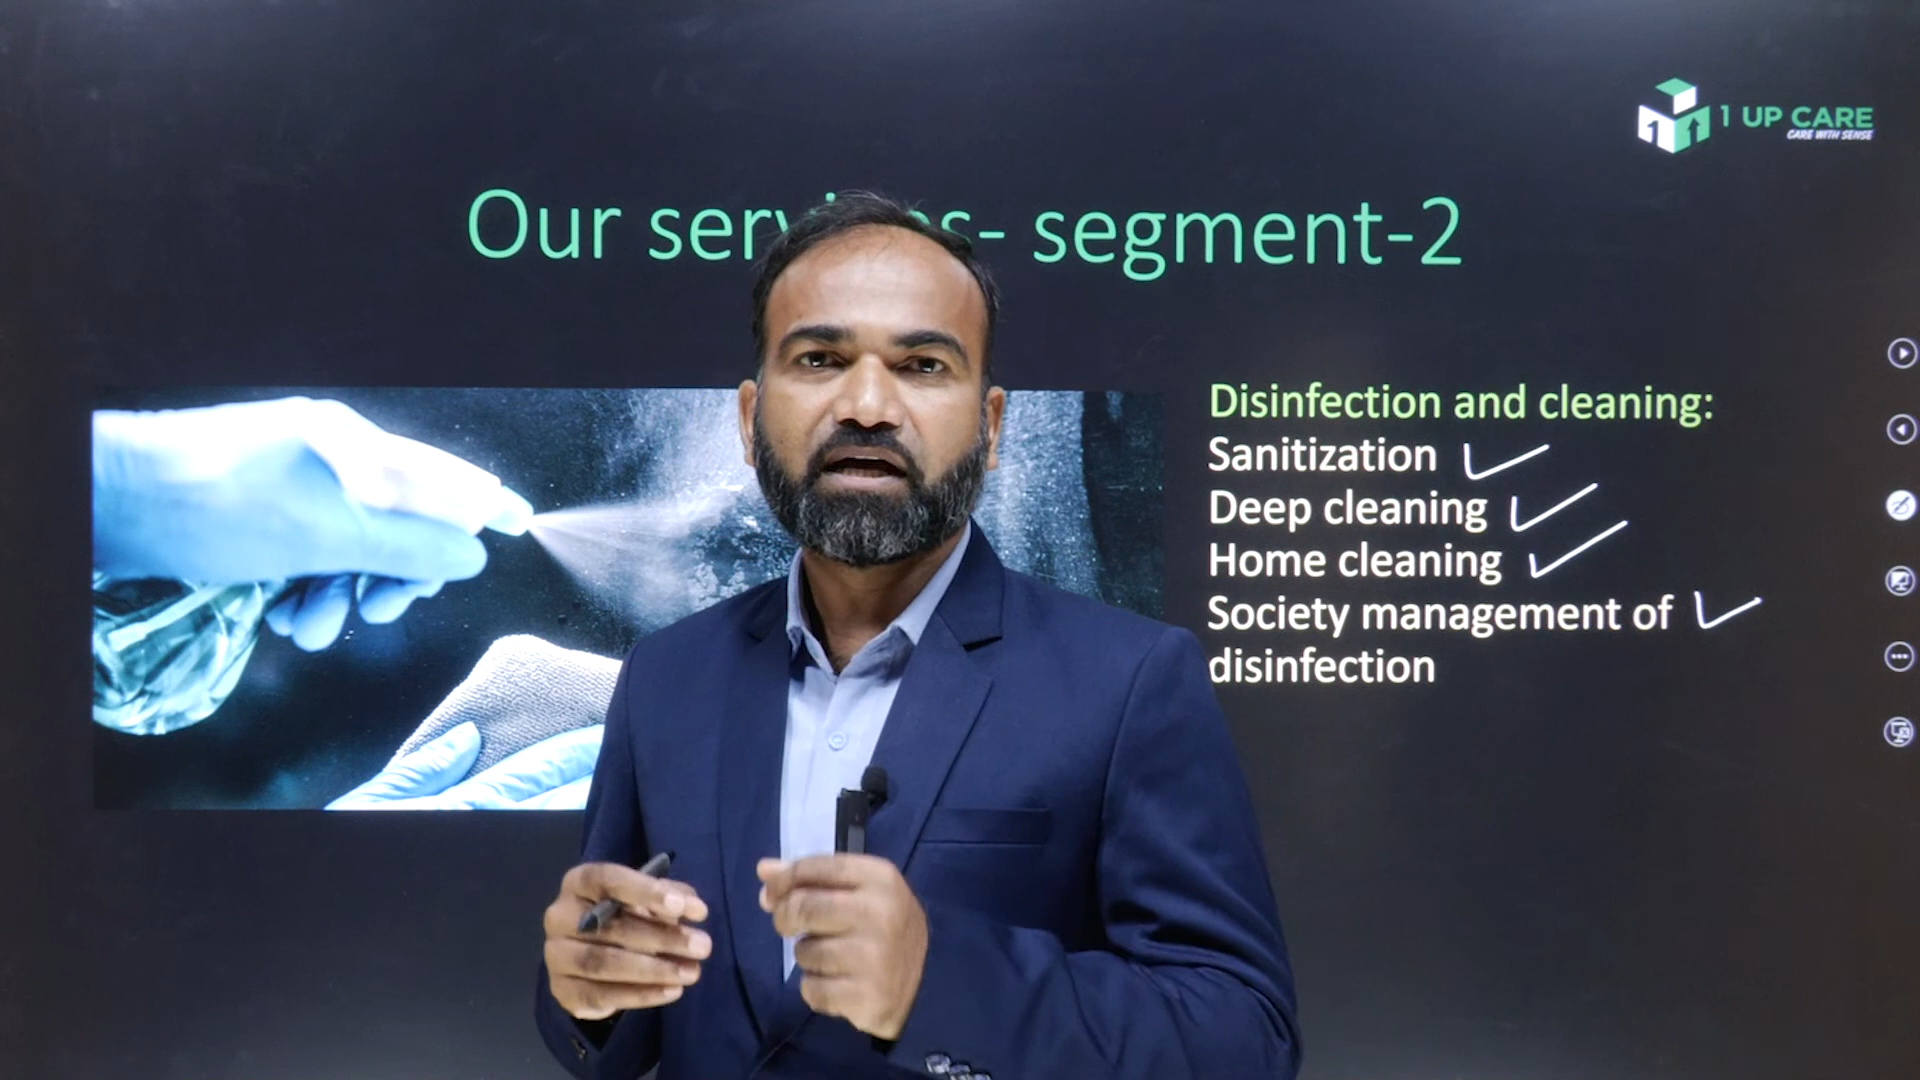 1 UP CARE
CARE WITH SENSE
Our services- segment-2
Disinfection and cleaning:
Sanitization
Deep cleaning
Home cleaning
Society management of
disinfection